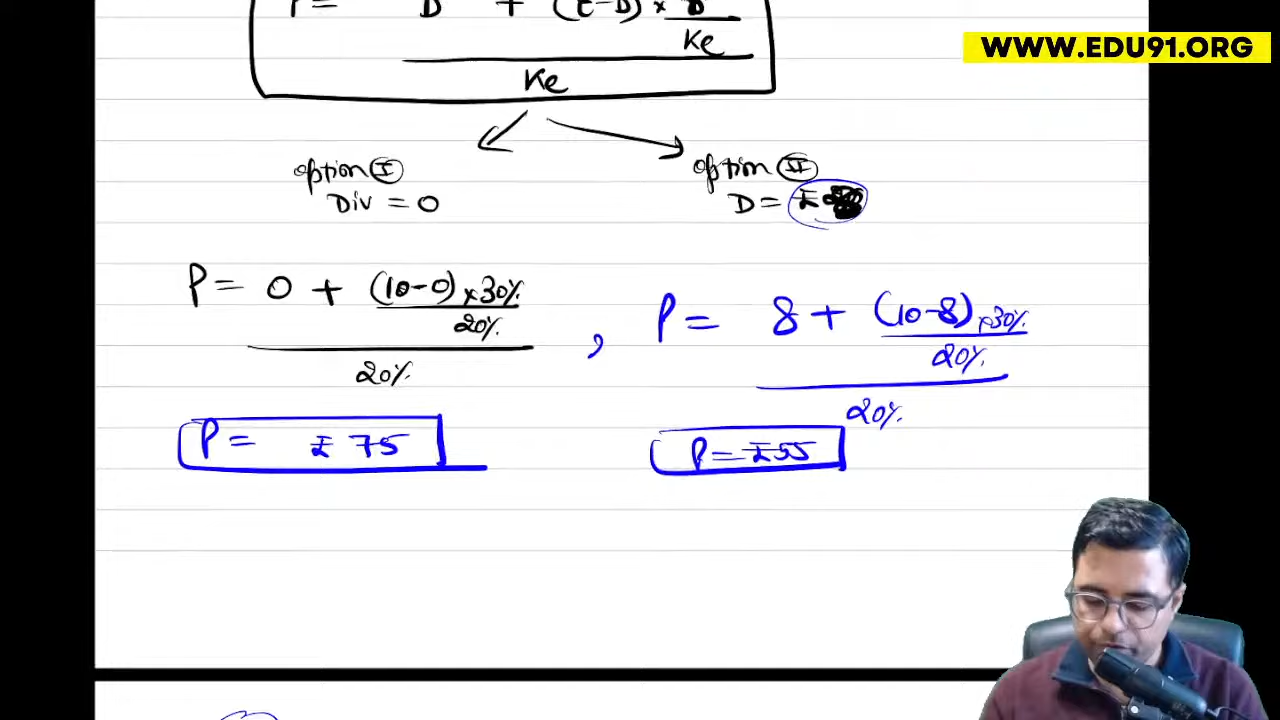 P = D + (E-D) × r
Ke
Ke
WWW.EDU91.ORG
option I
Div = 0
option II
D = ₹
P = 0 + (10-0) × 30%
20%
20%
P = 8 + (10-8) × 30%
20%
20%
,
P = ₹ 75
P = ₹55